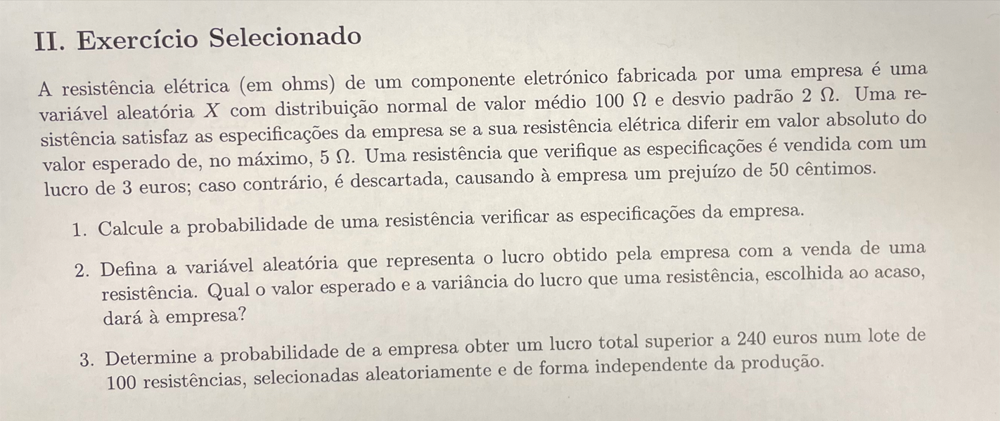 II. Exercício Selecionado
A resistência elétrica (em ohms) de um componente eletrónico fabricada por uma empresa é uma
variável aleatória X com distribuição normal de valor médio 100 Ω e desvio padrão 2 Ω. Uma re-
sistência satisfaz as especificações da empresa se a sua resistência elétrica diferir em valor absoluto do
valor esperado de, no máximo, 5 Ω. Uma resistência que verifique as especificações é vendida com um
lucro de 3 euros; caso contrário, é descartada, causando à empresa um prejuízo de 50 cêntimos.
1. Calcule a probabilidade de uma resistência verificar as especificações da empresa.
2. Defina a variável aleatória que representa o lucro obtido pela empresa com a venda de uma
resistência. Qual o valor esperado e a variância do lucro que uma resistência, escolhida ao acaso,
dará à empresa?
3. Determine a probabilidade de a empresa obter um lucro total superior a 240 euros num lote de
100 resistências, selecionadas aleatoriamente e de forma independente da produção.